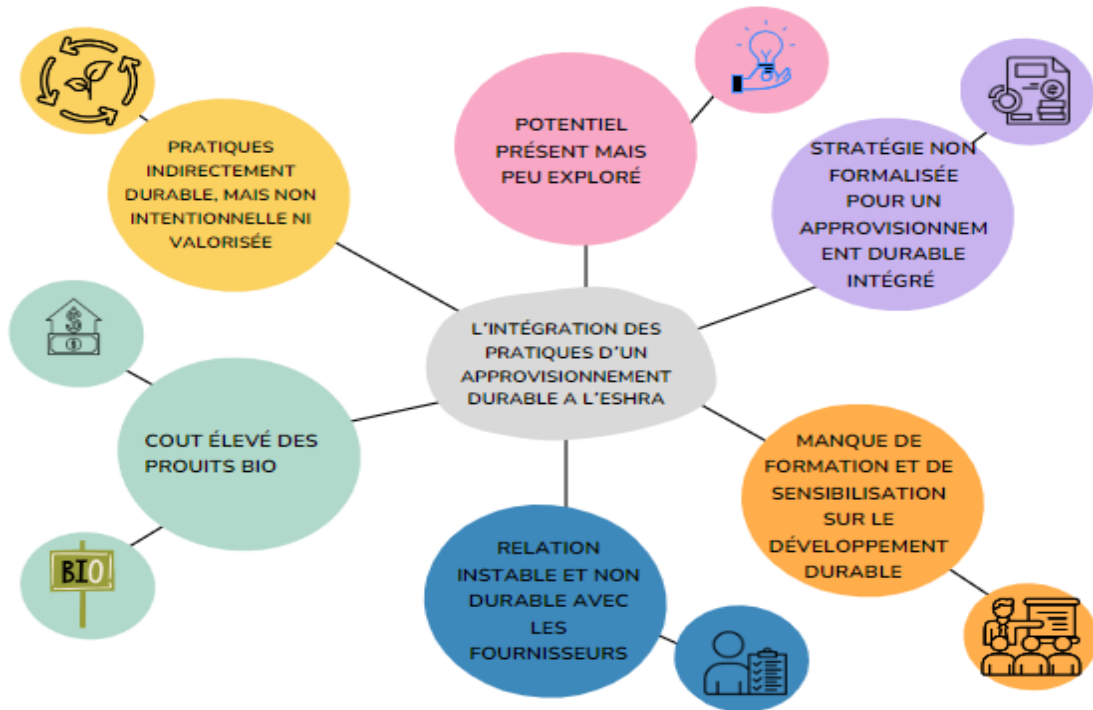 POTENTIEL
PRÉSENT MAIS
PEU EXPLORÉ
STRATÉGIE NON
FORMALISÉE
POUR UN
APPROVISIONNEM
ENT DURABLE
INTÉGRÉ
PRATIQUES
INDIRECTEMENT
DURABLE, MAIS NON
INTENTIONNELLE NI
VALORISÉE
L'INTÉGRATION DES
PRATIQUES D'UN
APPROVISIONNEMENT
DURABLE A L'ESHRA
COUT ÉLEVÉ DES
PROUITS BIO
BIO
RELATION
INSTABLE ET NON
DURABLE AVEC
LES
FOURNISSEURS
MANQUE DE
FORMATION ET DE
SENSIBILISATION
SUR LE
DÉVELOPPEMENT
DURABLE